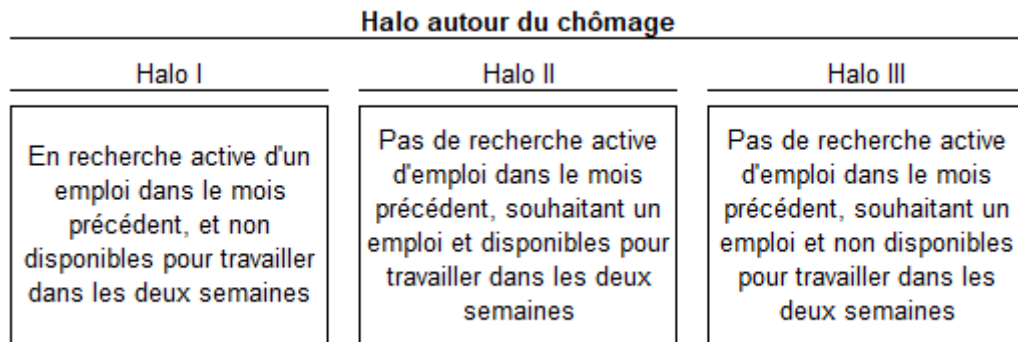 Halo autour du chômage
Halo I
Halo II
Halo III
En recherche active d'un
emploi dans le mois
précédent, et non
disponibles pour travailler
dans les deux semaines
Pas de recherche active
d'emploi dans le mois
précédent, souhaitant un
emploi et disponibles pour
travailler dans les deux
semaines
Pas de recherche active
d'emploi dans le mois
précédent, souhaitant un
emploi et non disponibles
pour travailler dans les
deux semaines